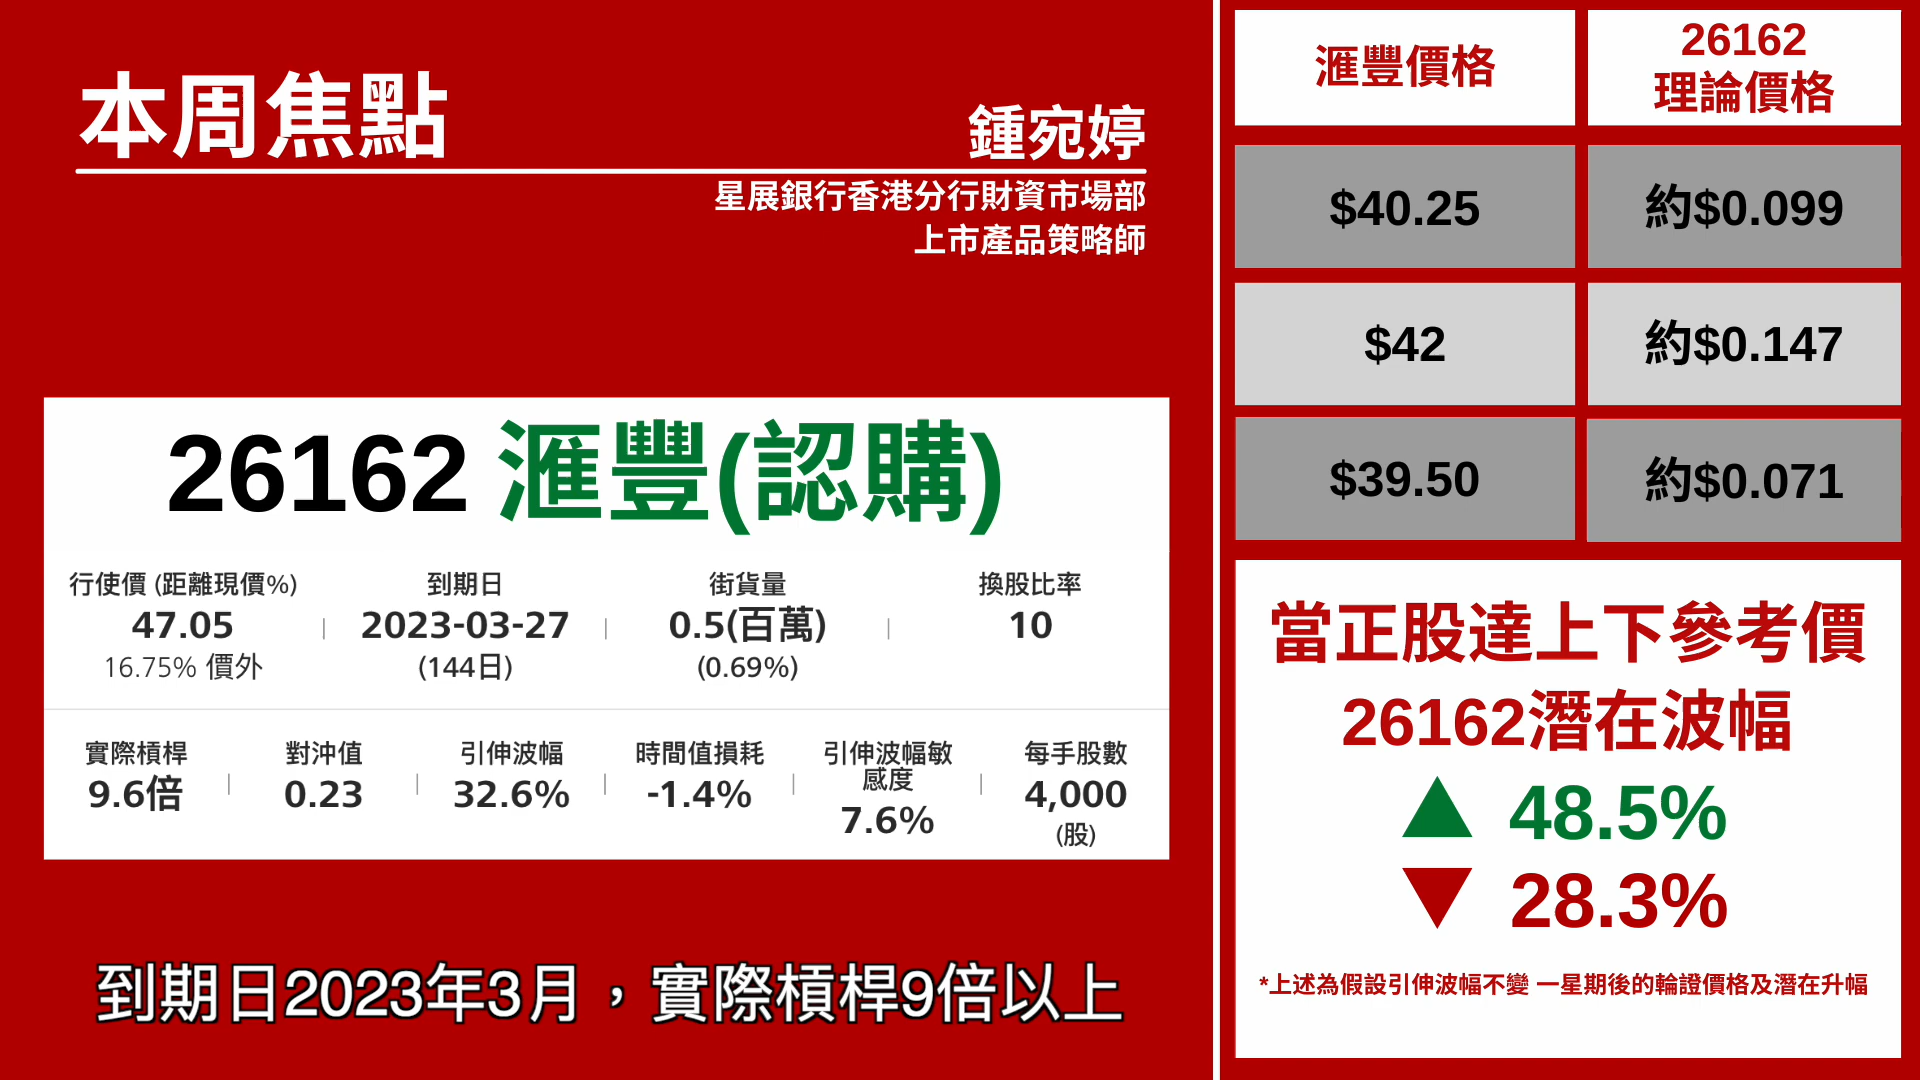 本周焦點
鍾宛婷
星展銀行香港分行財資市場部
上市產品策略師
26162 滙豐(認購)
行使價 (距離現價%)
47.05
16.75% 價外
到期日
2023-03-27
(144日)
街貨量
0.5(百萬)
(0.69%)
換股比率
10
實際槓桿
9.6倍
對沖值
0.23
引伸波幅
32.6%
時間值損耗
-1.4%
引伸波幅敏
感度
7.6%
每手股數
4,000
(股)
到期日2023年3月，實際槓桿9倍以上
滙豐價格
26162
理論價格
$40.25
約$0.099
$42
約$0.147
$39.50
約$0.071
當正股達上下參考價
26162潛在波幅
▲ 48.5%
▼ 28.3%
*上述為假設引伸波幅不變 一星期後的輪證價格及潛在升幅